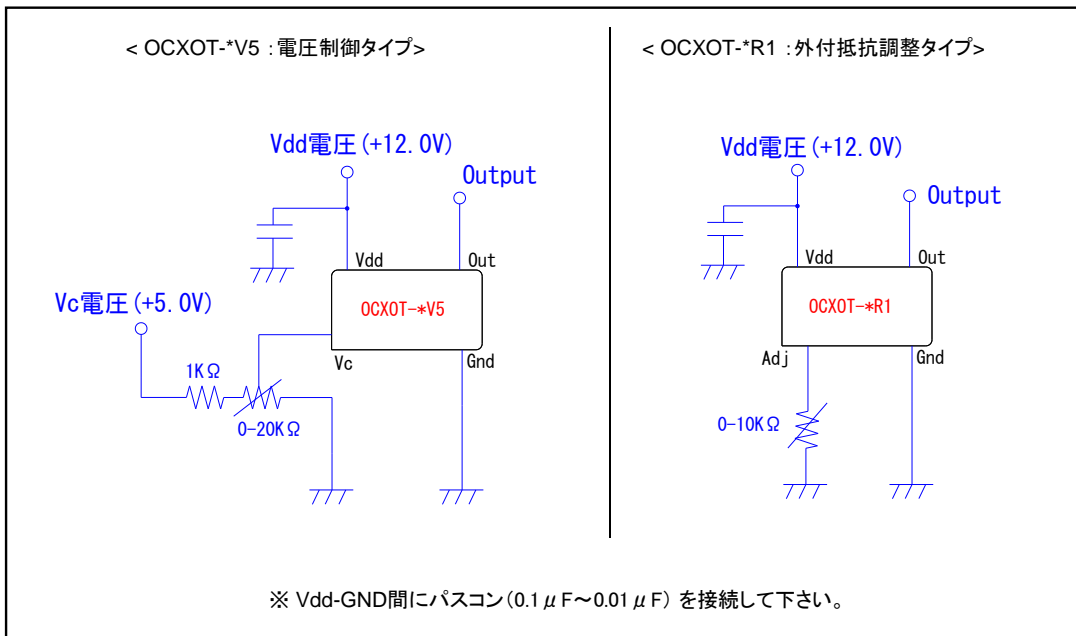 < OCXOT-*V5 :電圧制御タイプ>
Vdd電圧(+12.0V)
Output
Vdd
Out
OCXOT-*V5
Vc電圧(+5.0V)
Vc
Gnd
1KΩ
0-20KΩ
< OCXOT-*R1 :外付抵抗調整タイプ>
Vdd電圧(+12.0V)
Output
Vdd
Out
OCXOT-*R1
Adj
Gnd
0-10KΩ
※ Vdd-GND間にパスコン(0.1μF~0.01μF) を接続して下さい。